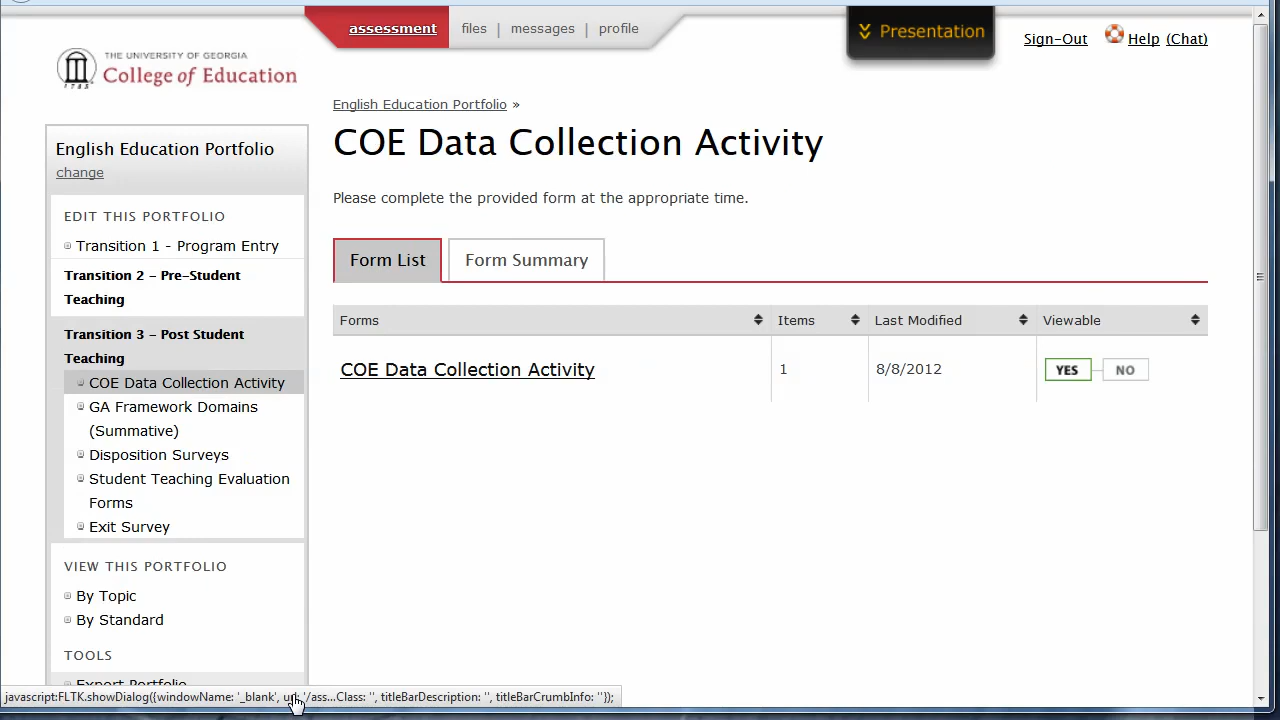 assessment files | messages | profile
Presentation
Sign-Out Help (Chat)
THE UNIVERSITY OF GEORGIA
College of Education
1785
English Education Portfolio »
COE Data Collection Activity
English Education Portfolio
change
Please complete the provided form at the appropriate time.
EDIT THIS PORTFOLIO
Transition 1 - Program Entry
Transition 2 – Pre-Student
Teaching
Transition 3 – Post Student
Teaching
COE Data Collection Activity
GA Framework Domains
(Summative)
Disposition Surveys
Student Teaching Evaluation
Forms
Exit Survey
VIEW THIS PORTFOLIO
By Topic
By Standard
TOOLS
Export Portfolio
Form List Form Summary
Forms Items Last Modified Viewable
COE Data Collection Activity 1 8/8/2012 YES NO
javascript:FLTK.showDialog({windowName: '_blank', url: '/ass...Class: '', titleBarDescription: '', titleBarCrumbInfo: ''});